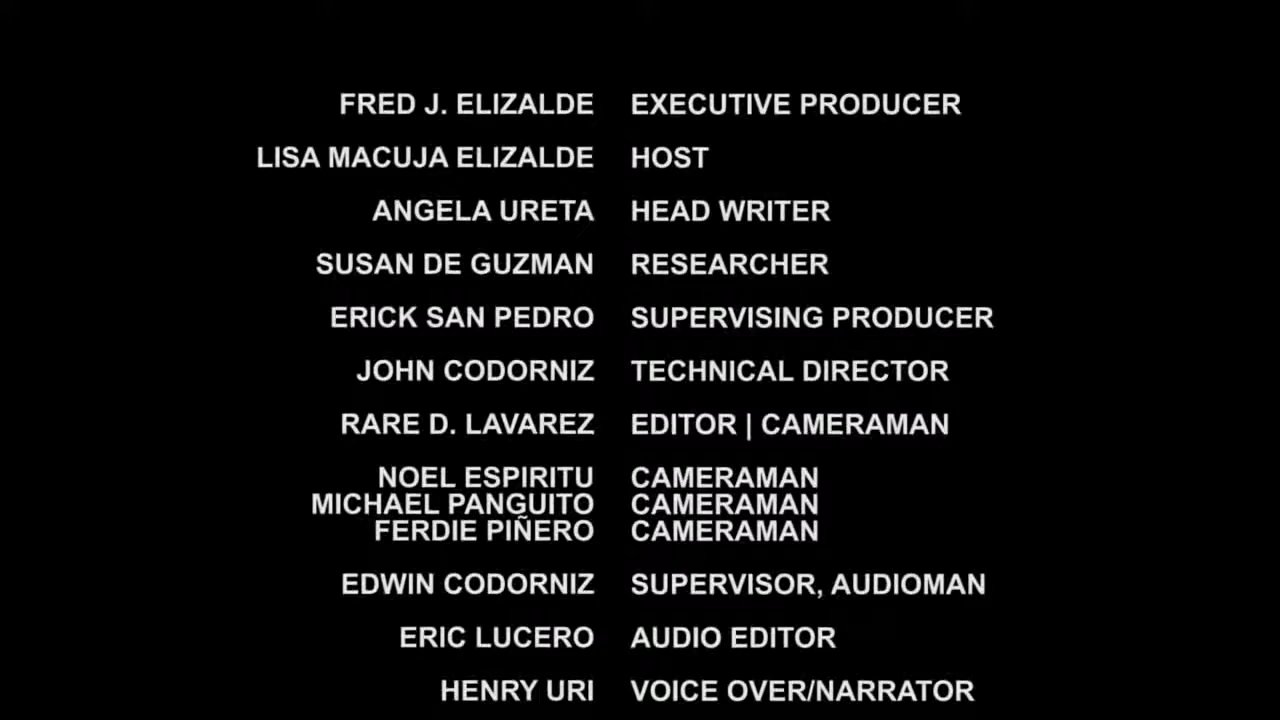 FRED J. ELIZALDE EXECUTIVE PRODUCER
LISA MACUJA ELIZALDE HOST
ANGELA URETA HEAD WRITER
SUSAN DE GUZMAN RESEARCHER
ERICK SAN PEDRO SUPERVISING PRODUCER
JOHN CODORNIZ TECHNICAL DIRECTOR
RARE D. LAVAREZ EDITOR | CAMERAMAN
NOEL ESPIRITU CAMERAMAN
MICHAEL PANGUITO CAMERAMAN
FERDIE PIÑERO CAMERAMAN
EDWIN CODORNIZ SUPERVISOR, AUDIOMAN
ERIC LUCERO AUDIO EDITOR
HENRY URI VOICE OVER/NARRATOR